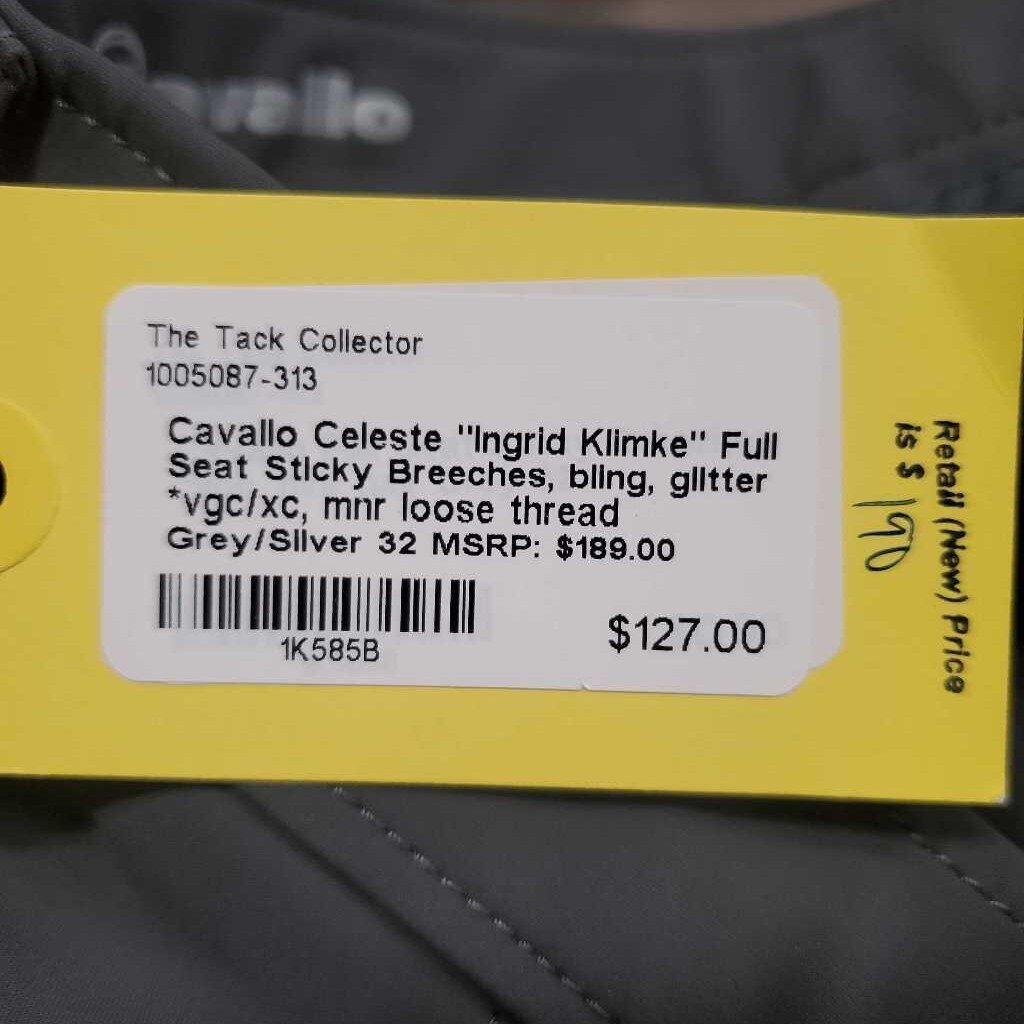 Cavallo
The Tack Collector
1005087-313
Cavallo Celeste "Ingrid Klimke" Full
Seat Sticky Breeches, bling, glitter
*vgc/xc, mnr loose thread
Grey/Silver 32 MSRP: $189.00
1K585B
$127.00
Retail (New) Price
is $ 190